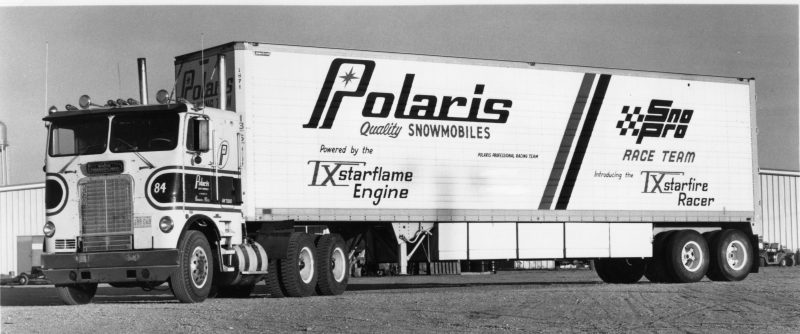 Polaris
Quality SNOWMOBILES
Powered by the
TX starflame
Engine
POLARIS PROFESSIONAL RACING TEAM
Sno
Pro
RACE TEAM
Introducing the
TX starfire
Racer
84
Polaris